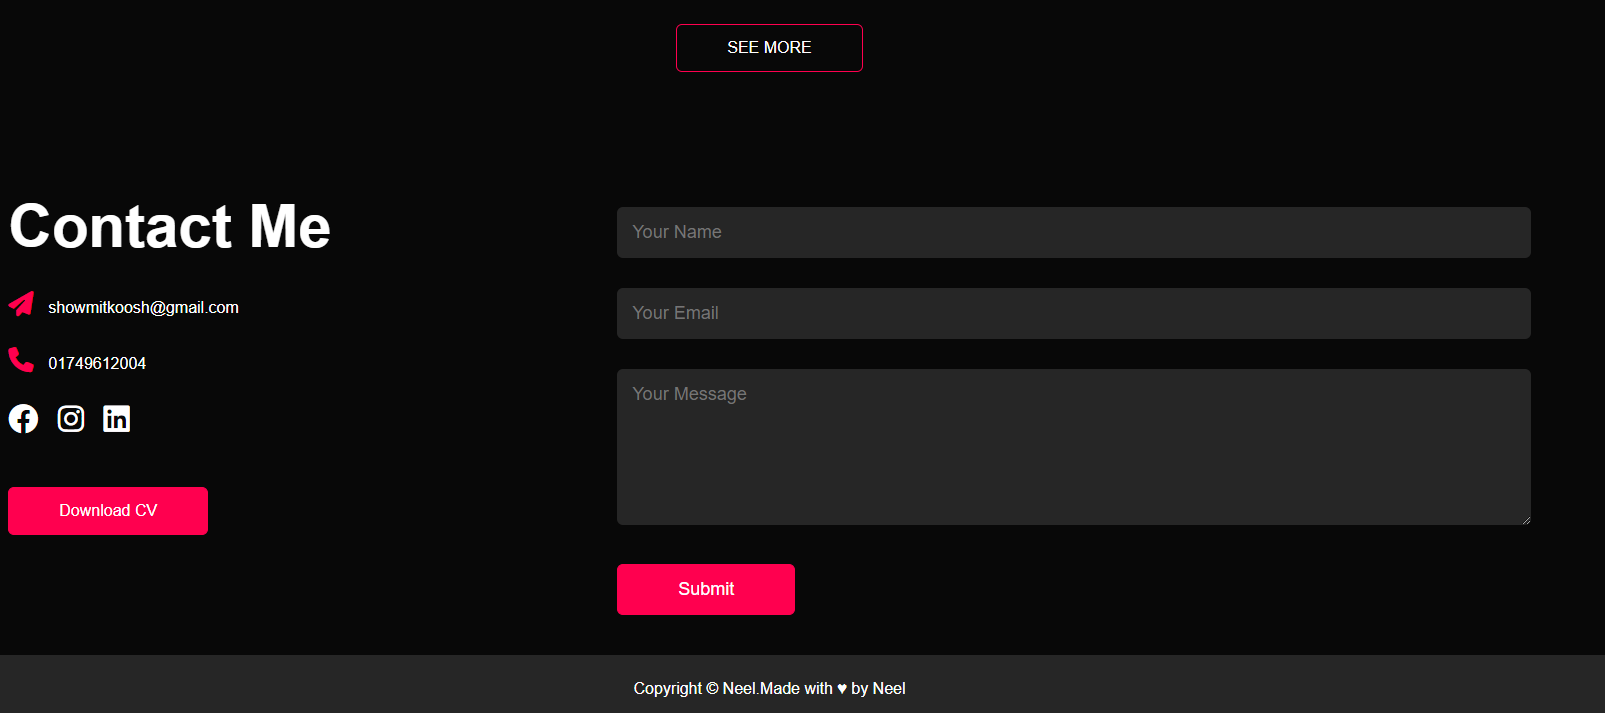 SEE MORE
Contact Me
showmitkoosh@gmail.com
01749612004
Download CV
Your Name
Your Email
Your Message
Submit
Copyright © Neel.Made with ♥ by Neel